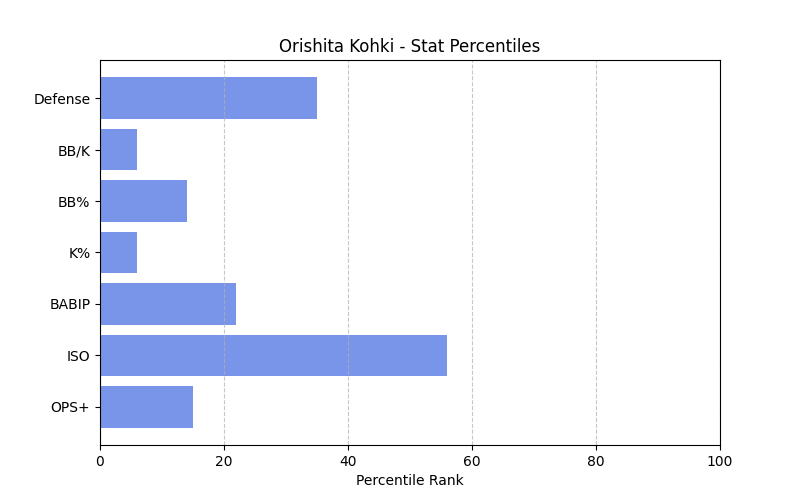 Orishita Kohki - Stat Percentiles
Defense
BB/K
BB%
K%
BABIP
ISO
OPS+
0 20 40 60 80 100
Percentile Rank